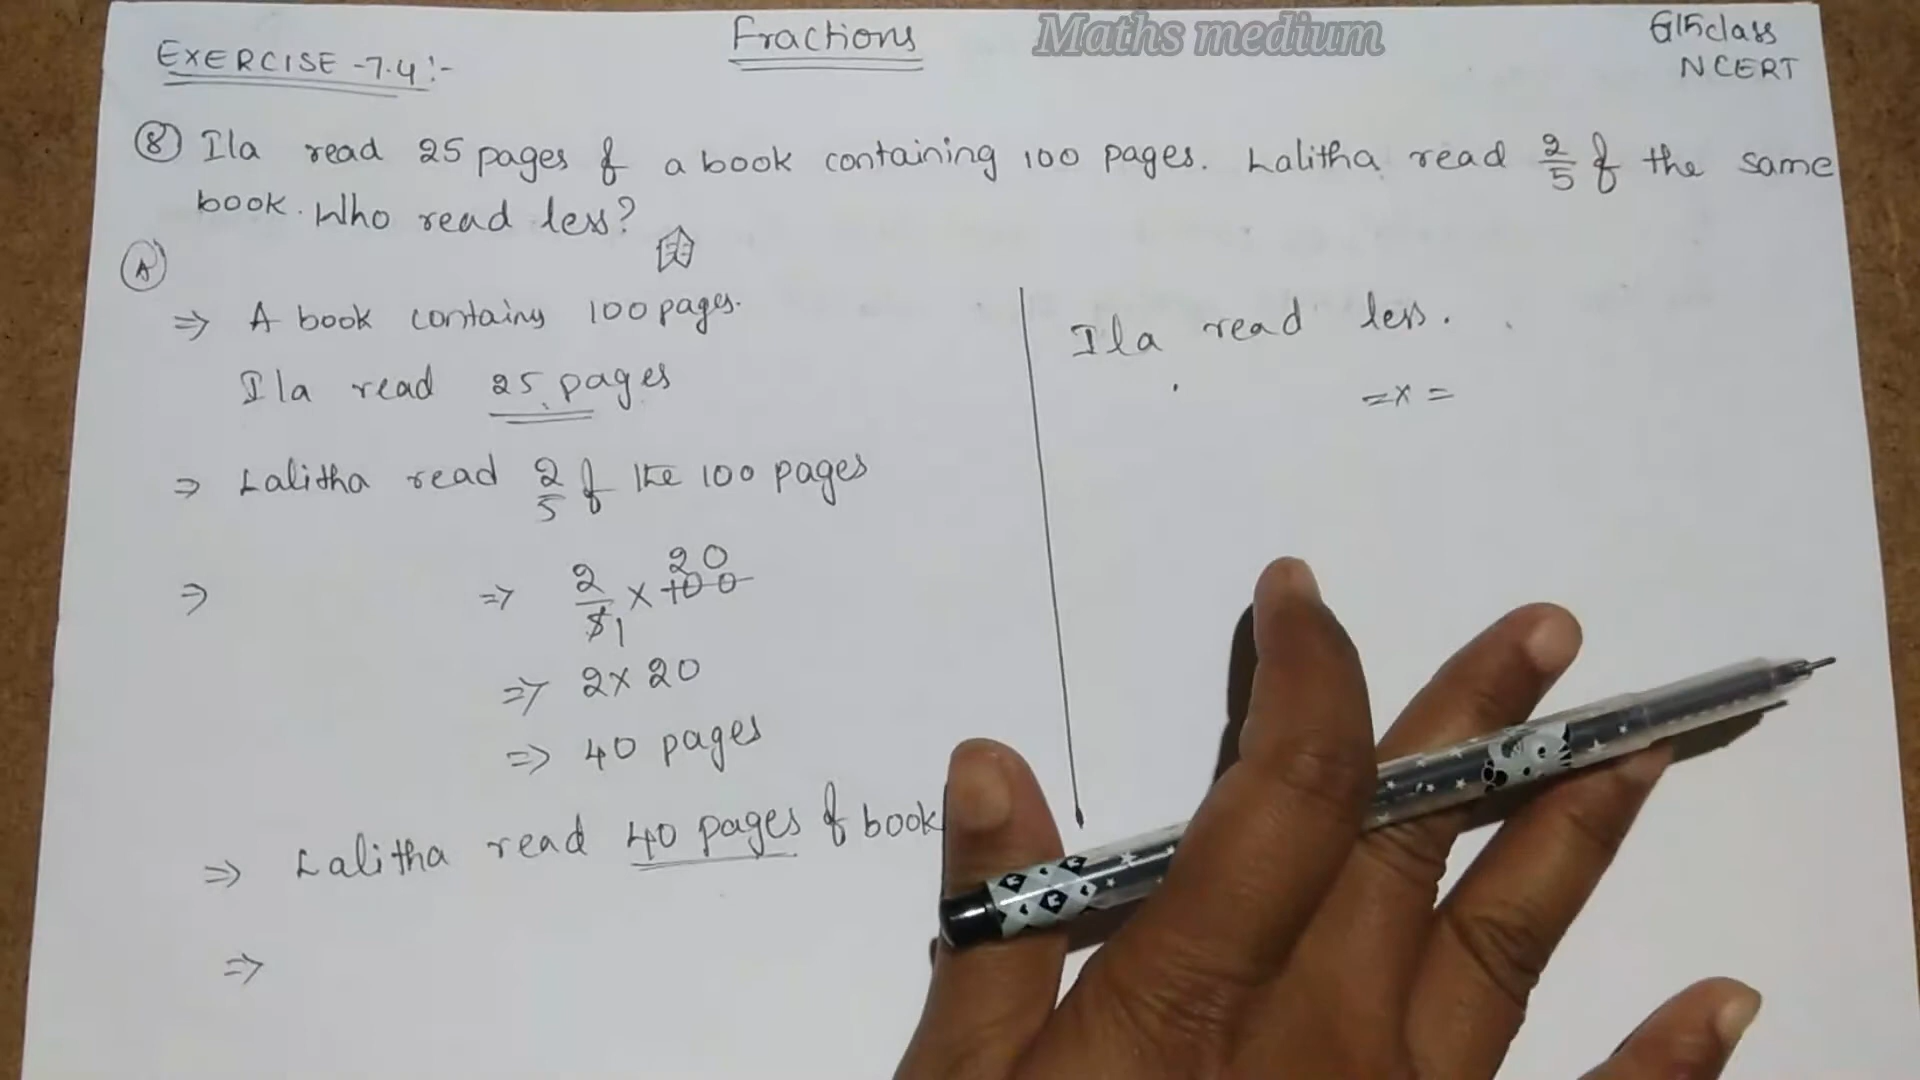 Fractions
Maths medium
6th class
NCERT
EXERCISE - 7.4 :-
⑧ Ila read 25 pages of a book containing 100 pages. Lalitha read 2/5 of the same
book. Who read less?
Ⓐ
⇒ A book contains 100 pages.
Ila read 25 pages
⇒ Lalitha read 2/5 of the 100 pages
⇒ ⇒ 2/5 1 × 100 20
⇒ 2 × 20
⇒ 40 pages
⇒ Lalitha read 40 pages of book
⇒
Ila read less.
= x =